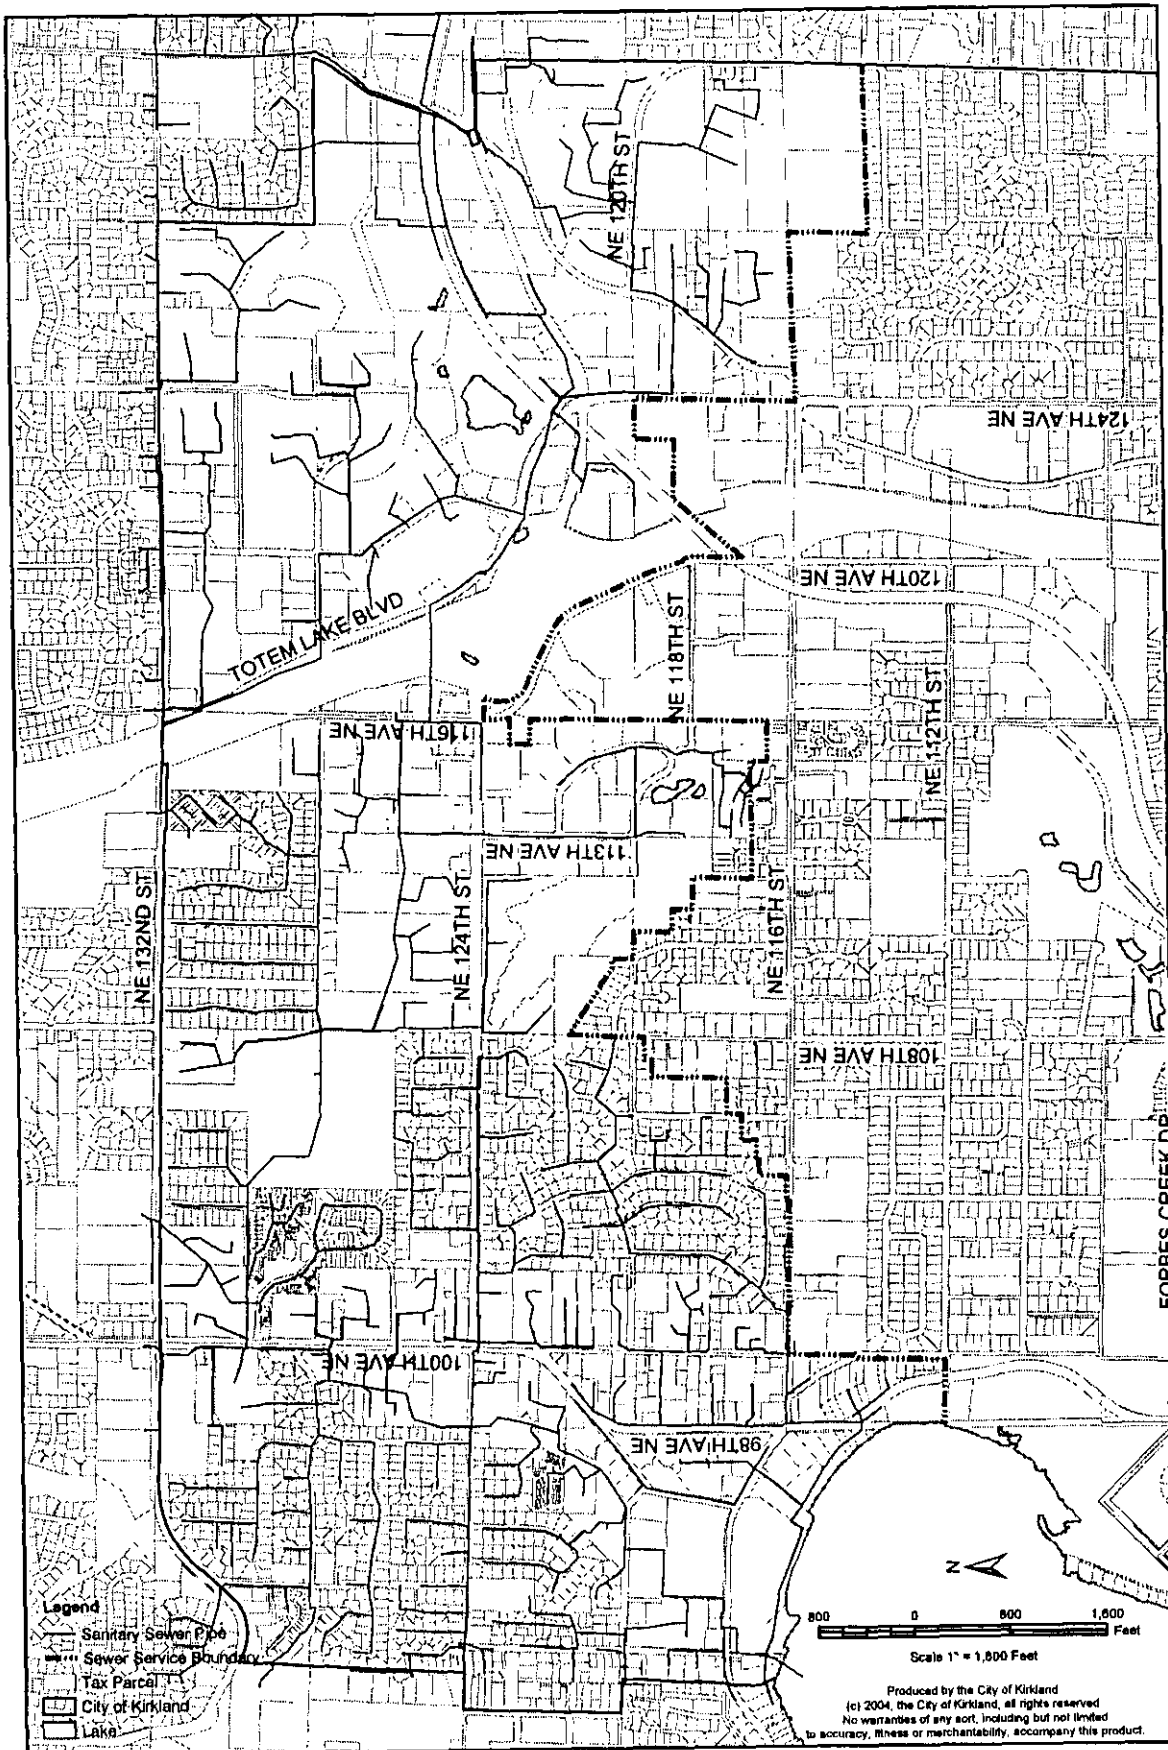 NE 120TH ST
124TH AVE NE
120TH AVE NE
TOTEM LAKE BLVD
NE 118TH ST
116TH AVE NE
NE 112TH ST
113TH AVE NE
NE 132ND ST
NE 124TH ST
NE 116TH ST
108TH AVE NE
FORBES CREEK DR
100TH AVE NE
98TH AVE NE
N
Legend
Sanitary Sewer Pipe
Sewer Service Boundary
Tax Parcel
City of Kirkland
Lake
800 0 800 1,600
Feet
Scale 1" = 1,800 Feet
Produced by the City of Kirkland
(c) 2004, the City of Kirkland, all rights reserved
No warranties of any sort, including but not limited
to accuracy, fitness or merchantability, accompany this product.